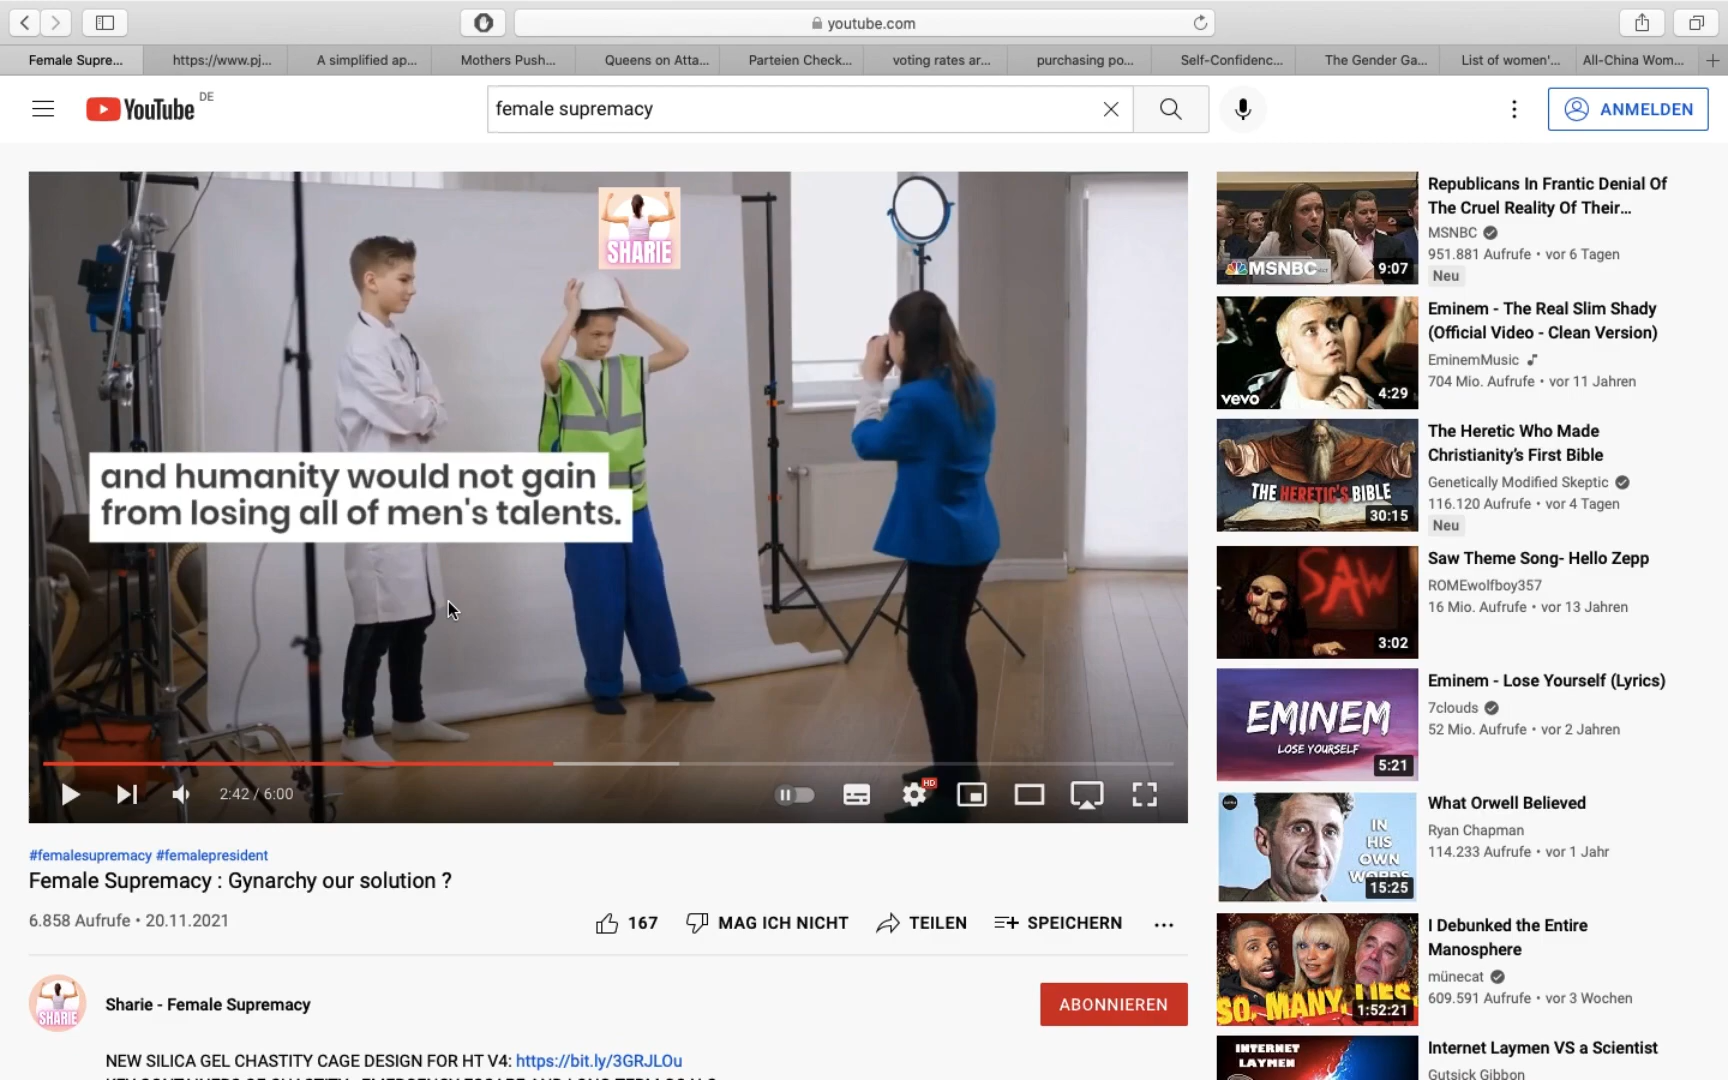 youtube.com
Female Supre...
https://www.pj...
A simplified ap...
Mothers Push...
Queens on Atta...
Parteien Check...
voting rates ar...
purchasing po...
Self-Confidenc...
The Gender Ga...
List of women'...
All-China Wom...
YouTube DE
female supremacy
ANMELDEN
SHARIE
and humanity would not gain
from losing all of men's talents.
2:42 / 6:00
HD
#femalesupremacy #femalepresident
Female Supremacy : Gynarchy our solution ?
6.858 Aufrufe • 20.11.2021
167
MAG ICH NICHT
TEILEN
SPEICHERN
SHARIE
Sharie - Female Supremacy
ABONNIEREN
NEW SILICA GEL CHASTITY CAGE DESIGN FOR HT V4: https://bit.ly/3GRJLOu
MSNBC
9:07
Republicans In Frantic Denial Of
The Cruel Reality Of Their...
MSNBC
951.881 Aufrufe • vor 6 Tagen
Neu
vevo
4:29
Eminem - The Real Slim Shady
(Official Video - Clean Version)
EminemMusic
704 Mio. Aufrufe • vor 11 Jahren
THE HERETIC'S BIBLE
30:15
The Heretic Who Made
Christianity's First Bible
Genetically Modified Skeptic
116.120 Aufrufe • vor 4 Tagen
Neu
SAW
3:02
Saw Theme Song- Hello Zepp
ROMEwolfboy357
16 Mio. Aufrufe • vor 13 Jahren
EMINEM
LOSE YOURSELF
5:21
Eminem - Lose Yourself (Lyrics)
7clouds
52 Mio. Aufrufe • vor 2 Jahren
IN
HIS
OWN
WORDS
15:25
What Orwell Believed
Ryan Chapman
114.233 Aufrufe • vor 1 Jahr
SO. MANY. LIES.
1:52:21
I Debunked the Entire
Manosphere
münecat
609.591 Aufrufe • vor 3 Wochen
INTERNET
LAYMEN
Internet Laymen VS a Scientist
Gutsick Gibbon